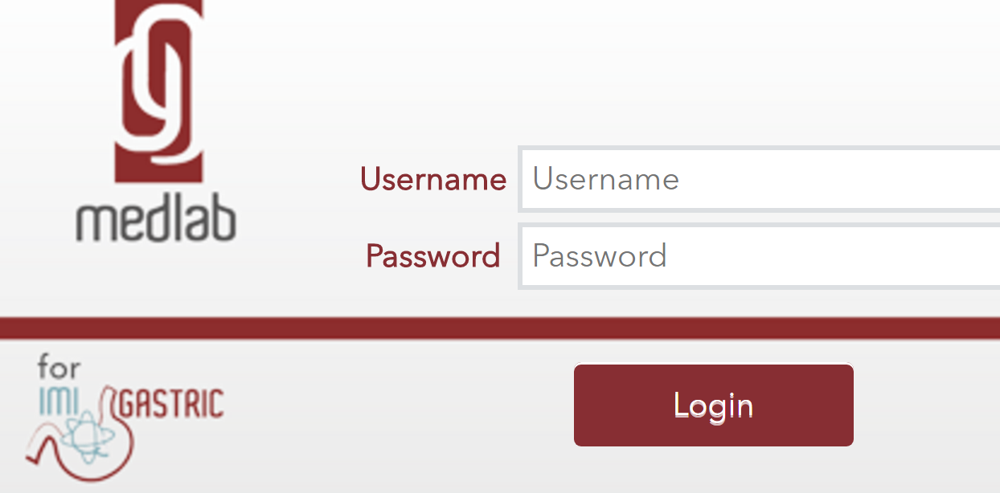 medlab
Username Username
Password Password
for
IMI GASTRIC
Login